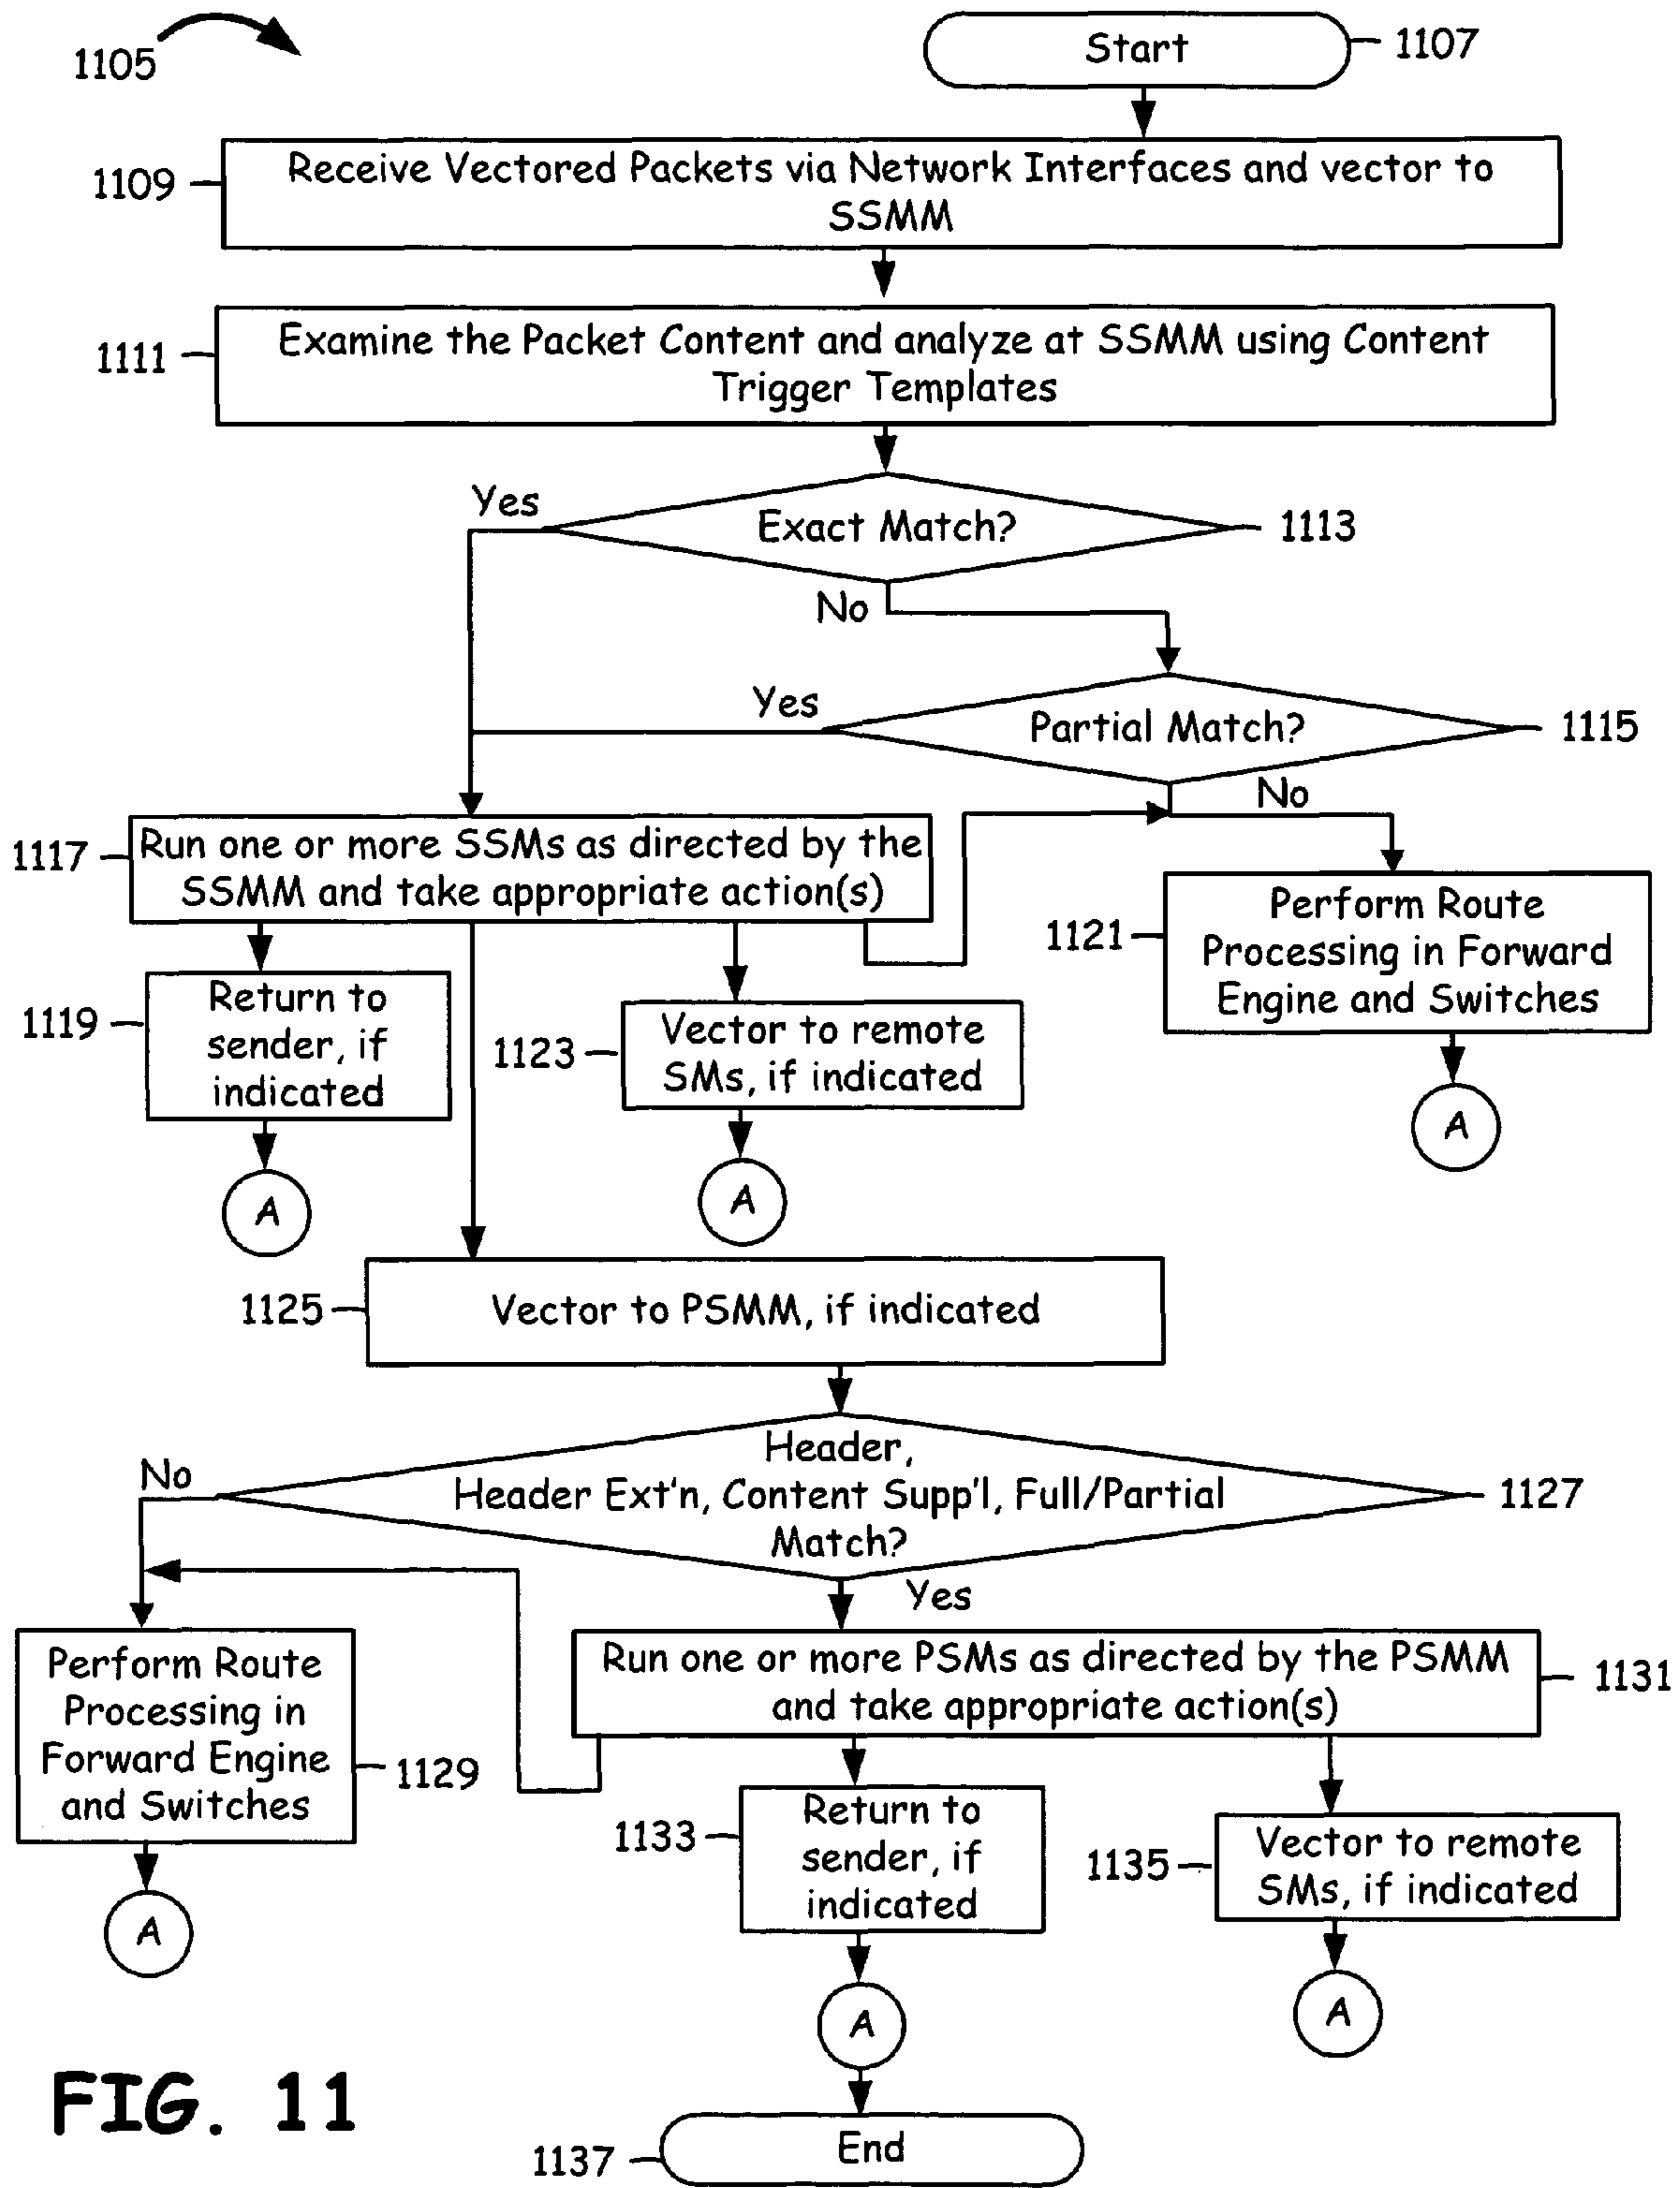 1105
Start
1107
1109
Receive Vectored Packets via Network Interfaces and vector to
SSMM
1111
Examine the Packet Content and analyze at SSMM using Content
Trigger Templates
Yes
Exact Match?
1113
No
Yes
Partial Match?
1115
No
1117
Run one or more SSMs as directed by the
SSMM and take appropriate action(s)
1121
Perform Route
Processing in Forward
Engine and Switches
1119
Return to
sender, if
indicated
1123
Vector to remote
SMs, if indicated
A
A
A
1125
Vector to PSMM, if indicated
No
Header,
Header Ext'n, Content Supp'l, Full/Partial
Match?
1127
Yes
Perform Route
Processing in
Forward Engine
and Switches
1129
Run one or more PSMs as directed by the PSMM
and take appropriate action(s)
1131
1133
Return to
sender, if
indicated
1135
Vector to remote
SMs, if indicated
A
A
A
FIG. 11
End
1137